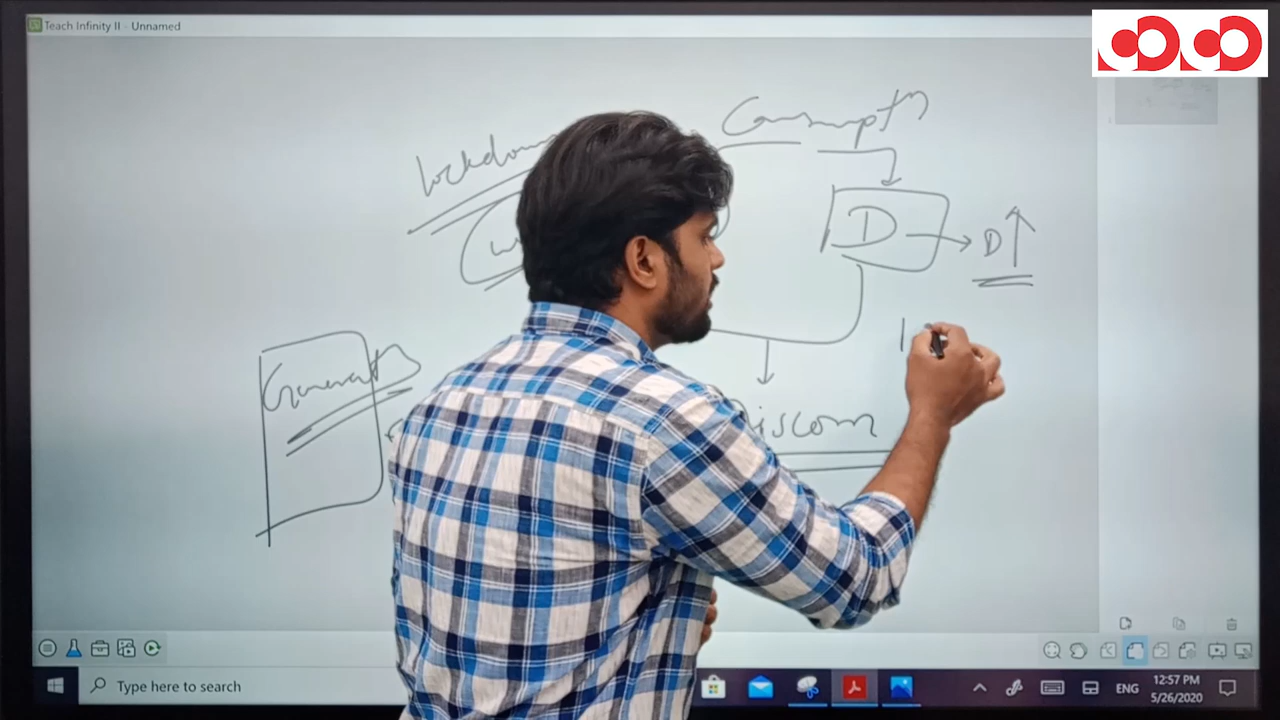 Teach Infinity II - Unnamed
Consumptn
lockdown
D
D↑
Generatn
iscom
Type here to search
ENG
12:57 PM
5/26/2020